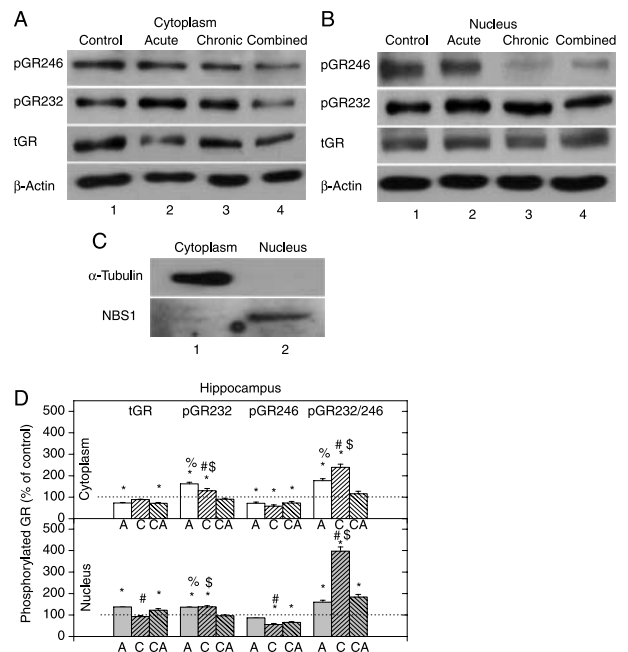 A
Cytoplasm
Control Acute Chronic Combined
pGR246
pGR232
tGR
β-Actin
1 2 3 4
B
Nucleus
Control Acute Chronic Combined
pGR246
pGR232
tGR
β-Actin
1 2 3 4
C
Cytoplasm Nucleus
α-Tubulin
NBS1
1 2
D
Hippocampus
Phosphorylated GR (% of control)
Cytoplasm
500
400
300
200
100
0
tGR pGR232 pGR246 pGR232/246
* * % * #$ * * * * % * # $ *
A C CA A C CA A C CA A C CA
Nucleus
500
400
300
200
100
0
* # * % * $ * # * * * # $ * *
A C CA A C CA A C CA A C CA